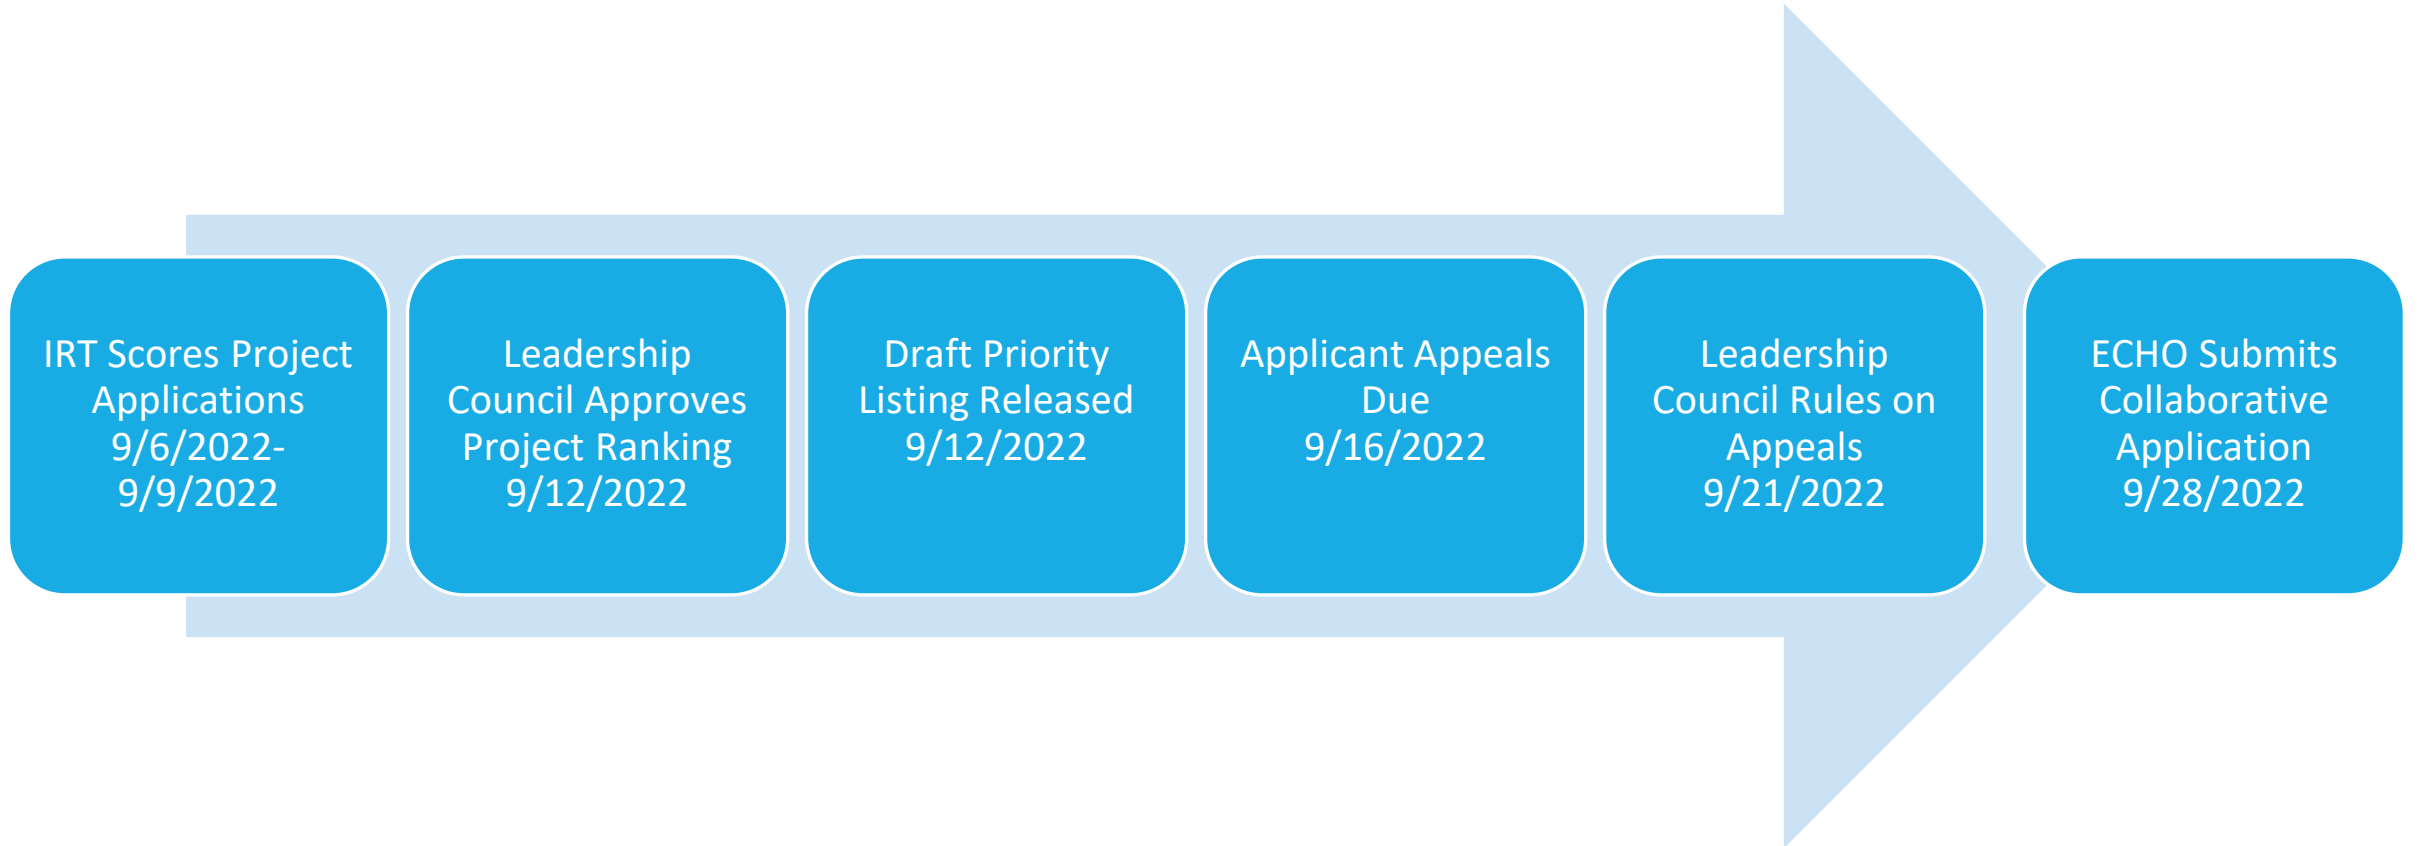 IRT Scores Project
Applications
9/6/2022-
9/9/2022
Leadership
Council Approves
Project Ranking
9/12/2022
Draft Priority
Listing Released
9/12/2022
Applicant Appeals
Due
9/16/2022
Leadership
Council Rules on
Appeals
9/21/2022
ECHO Submits
Collaborative
Application
9/28/2022